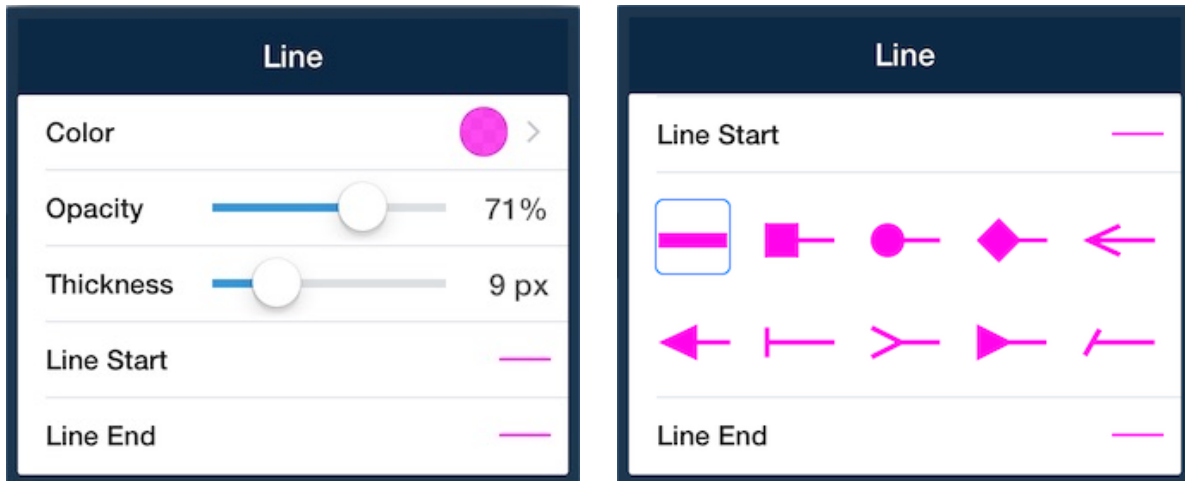 Line
Color
Opacity 71%
Thickness 9 px
Line Start
Line End
Line
Line Start
Line End